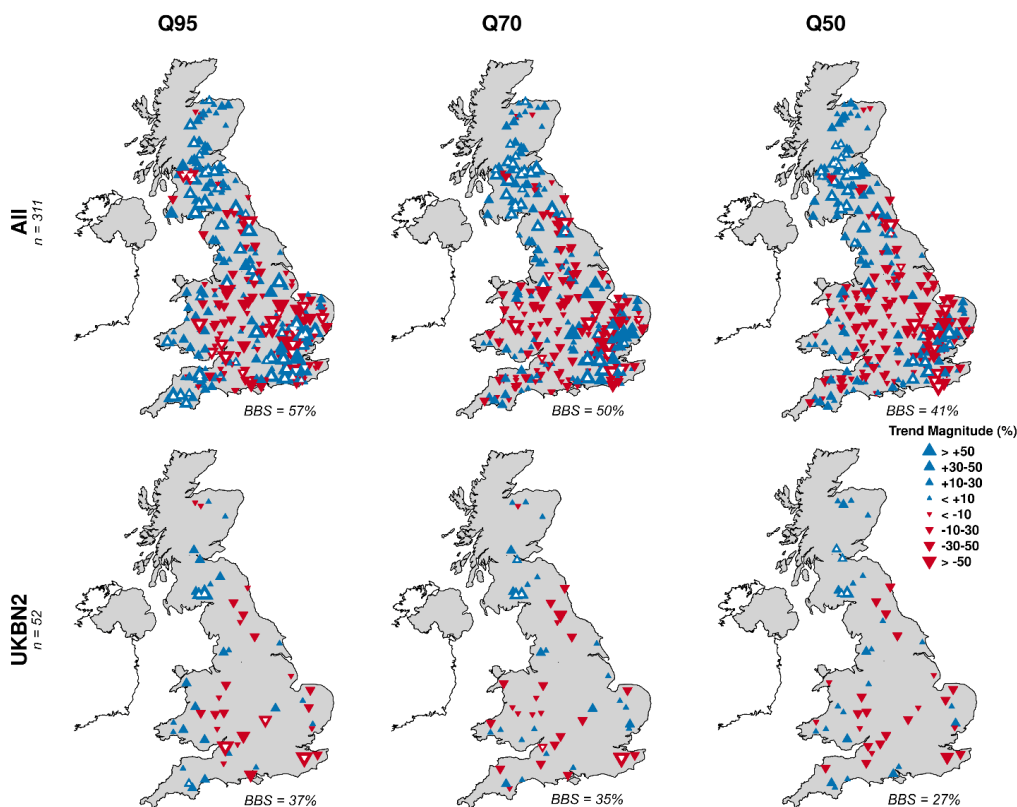 Q95
Q70
Q50
All
n = 311
BBS = 57%
BBS = 50%
BBS = 41%
Trend Magnitude (%)
> +50
+30-50
+10-30
< +10
< -10
-10-30
-30-50
> -50
UKBN2
n = 52
BBS = 37%
BBS = 35%
BBS = 27%